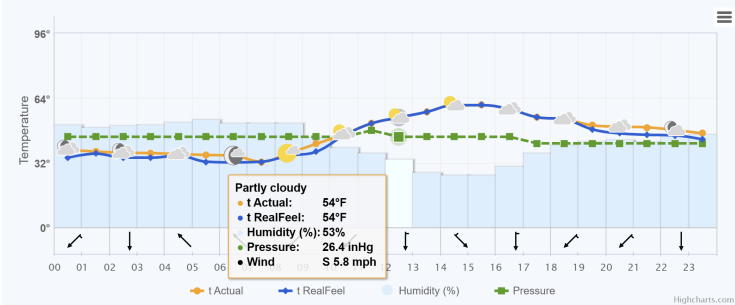 96°
64°
32°
0°
Temperature
Partly cloudy
t Actual: 54°F
t RealFeel: 54°F
Humidity (%): 53%
Pressure: 26.4 inHg
Wind S 5.8 mph
00 01 02 03 04 05 06 07 08 09 10 11 12 13 14 15 16 17 18 19 20 21 22 23
t Actual t RealFeel Humidity (%) Pressure
Highcharts.com